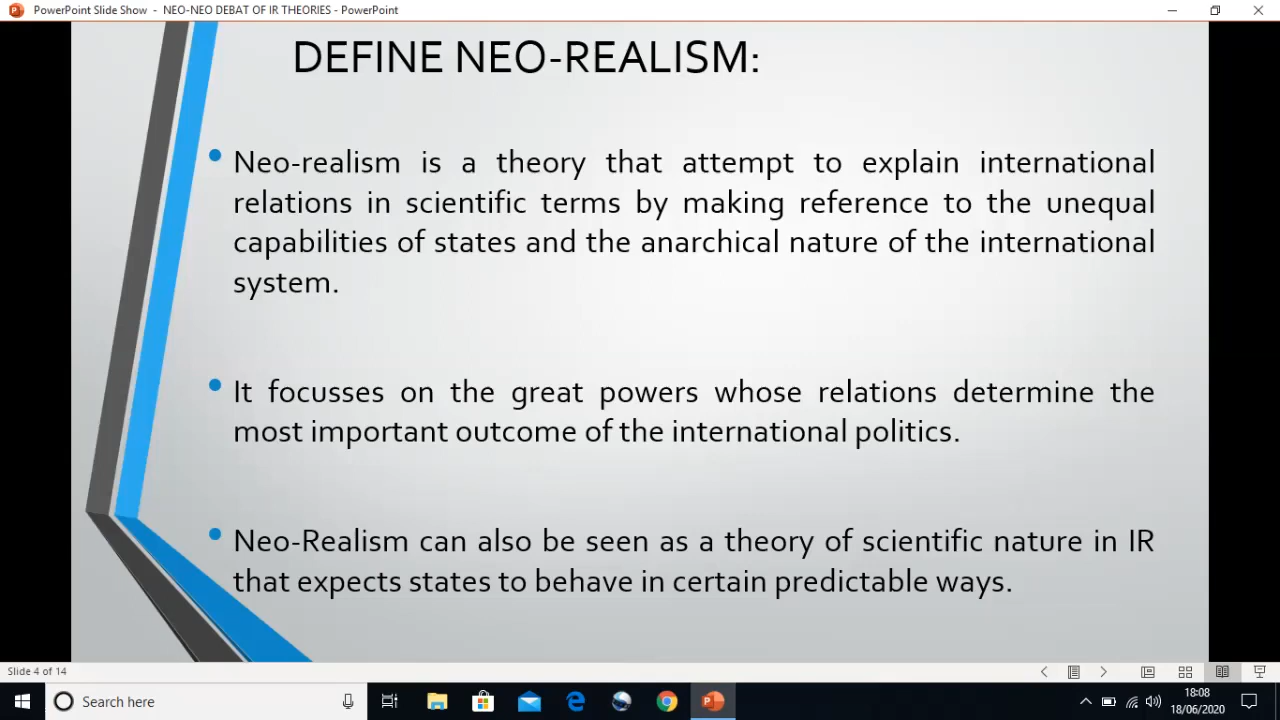 PowerPoint Slide Show - NEO-NEO DEBAT OF IR THEORIES - PowerPoint
DEFINE NEO-REALISM:
• Neo-realism is a theory that attempt to explain international
relations in scientific terms by making reference to the unequal
capabilities of states and the anarchical nature of the international
system.
• It focusses on the great powers whose relations determine the
most important outcome of the international politics.
• Neo-Realism can also be seen as a theory of scientific nature in IR
that expects states to behave in certain predictable ways.
Slide 4 of 14
Search here
18:08
18/06/2020